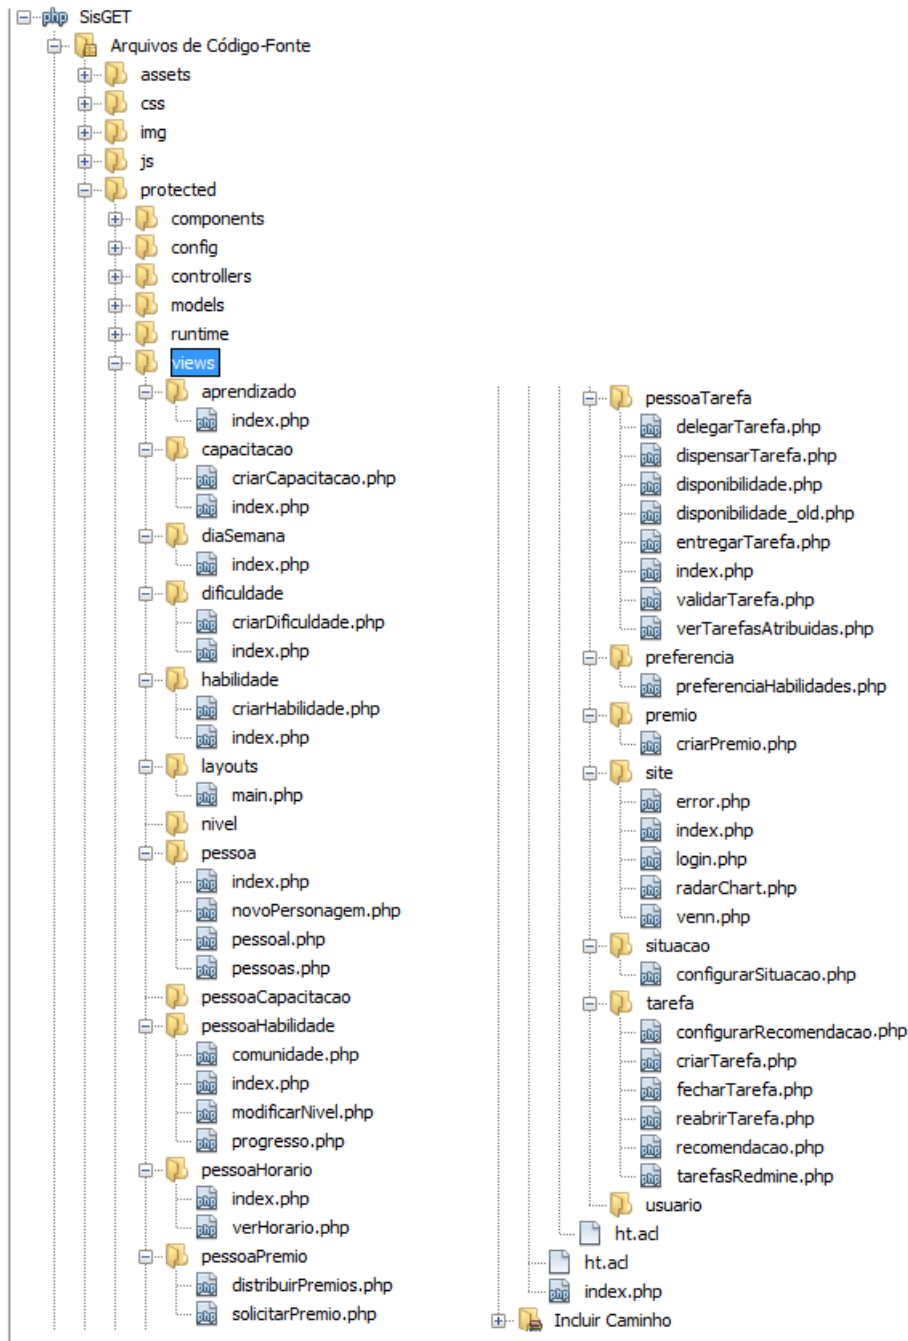 SisGET
Arquivos de Código-Fonte
assets
css
img
js
protected
components
config
controllers
models
runtime
views
aprendizado
index.php
capacitacao
criarCapacitacao.php
index.php
diaSemana
index.php
dificuldade
criarDificuldade.php
index.php
habilidade
criarHabilidade.php
index.php
layouts
main.php
nivel
pessoa
index.php
novoPersonagem.php
pessoal.php
pessoas.php
pessoaCapacitacao
pessoaHabilidade
comunidade.php
index.php
modificarNivel.php
progresso.php
pessoaHorario
index.php
verHorario.php
pessoaPremio
distribuirPremios.php
solicitarPremio.php
pessoaTarefa
delegarTarefa.php
dispensarTarefa.php
disponibilidade.php
disponibilidade_old.php
entregarTarefa.php
index.php
validarTarefa.php
verTarefasAtribuidas.php
preferencia
preferenciaHabilidades.php
premio
criarPremio.php
site
error.php
index.php
login.php
radarChart.php
venn.php
situacao
configurarSituacao.php
tarefa
configurarRecomendacao.php
criarTarefa.php
fecharTarefa.php
reabrirTarefa.php
recomendacao.php
tarefasRedmine.php
usuario
ht.acl
ht.acl
index.php
Incluir Caminho